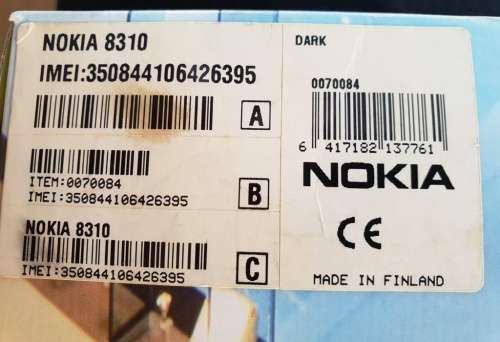 NOKIA 8310
IMEI:350844106426395
A
ITEM:0070084
IMEI:350844106426395
B
NOKIA 8310
IMEI:350844106426395
C
DARK
0070084
6 417182 137761
NOKIA
CE
MADE IN FINLAND